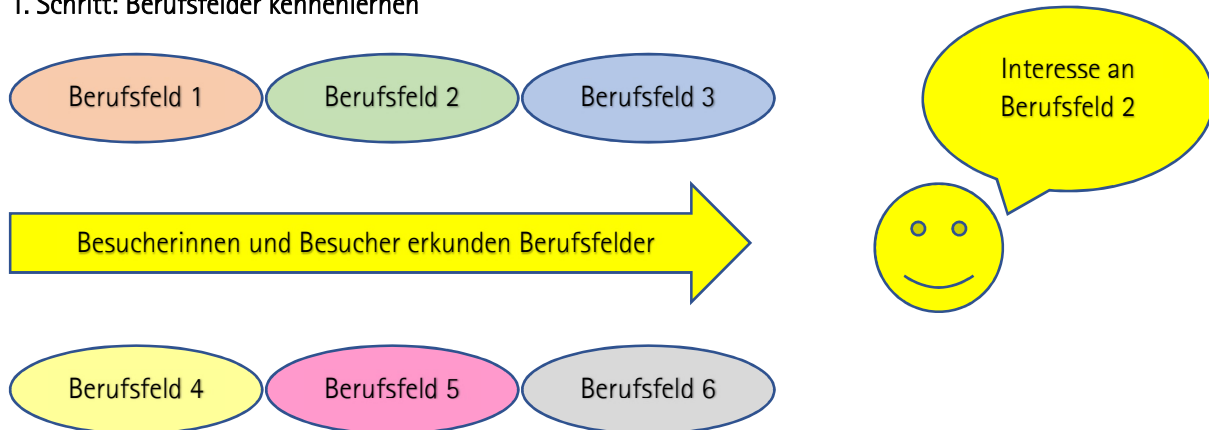 1. Schritt: Berufsfelder kennenlernen
Berufsfeld 1
Berufsfeld 2
Berufsfeld 3
Interesse an
Berufsfeld 2
Besucherinnen und Besucher erkunden Berufsfelder
Berufsfeld 4
Berufsfeld 5
Berufsfeld 6